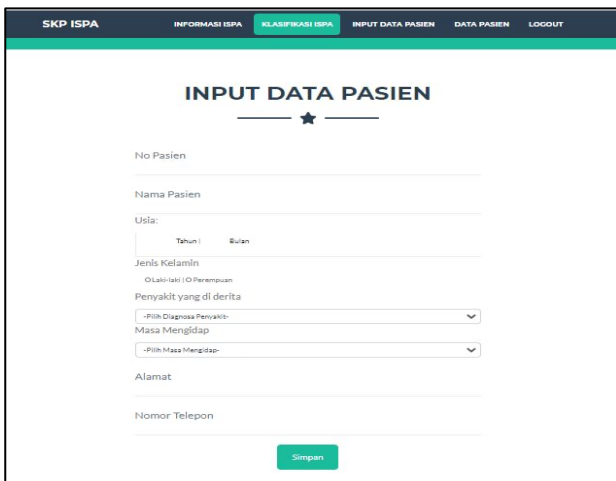 SKP ISPA INFORMASI ISPA KLASIFIKASI ISPA INPUT DATA PASIEN DATA PASIEN LOGOUT
INPUT DATA PASIEN
No Pasien
Nama Pasien
Usia:
Tahun | Bulan
Jenis Kelamin
Laki-laki | Perempuan
Penyakit yang di derita
-Pilih Diagnosa Penyakit-
Masa Mengidap
-Pilih Masa Mengidap-
Alamat
Nomor Telepon
Simpan